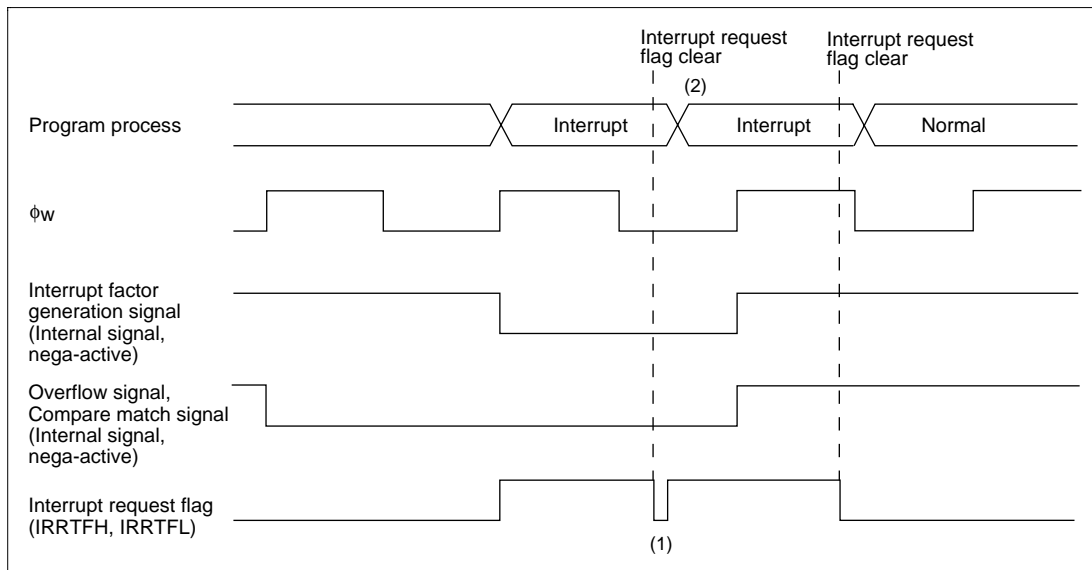 Interrupt request
flag clear
Interrupt request
flag clear
(2)
Program process
Interrupt
Interrupt
Normal
ϕw
Interrupt factor
generation signal
(Internal signal,
nega-active)
Overflow signal,
Compare match signal
(Internal signal,
nega-active)
Interrupt request flag
(IRRTFH, IRRTFL)
(1)